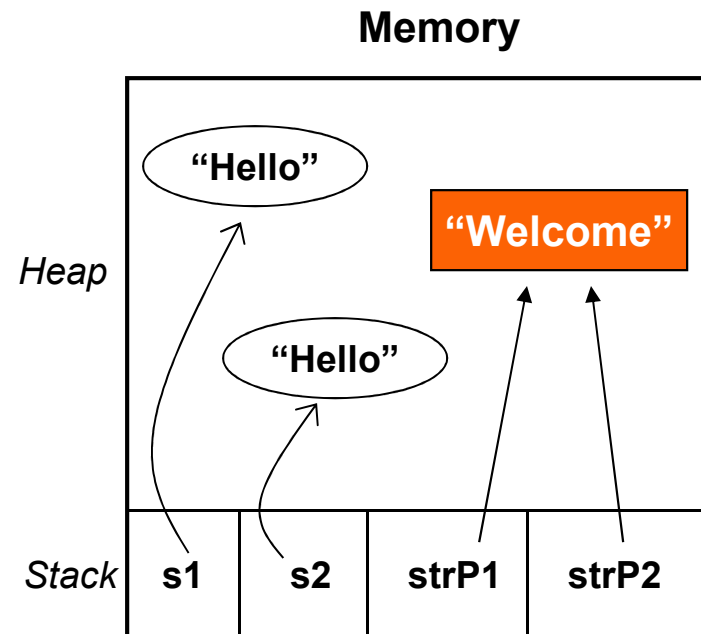 Memory
“Hello”
“Welcome”
Heap
“Hello”
Stack s1 s2 strP1 strP2